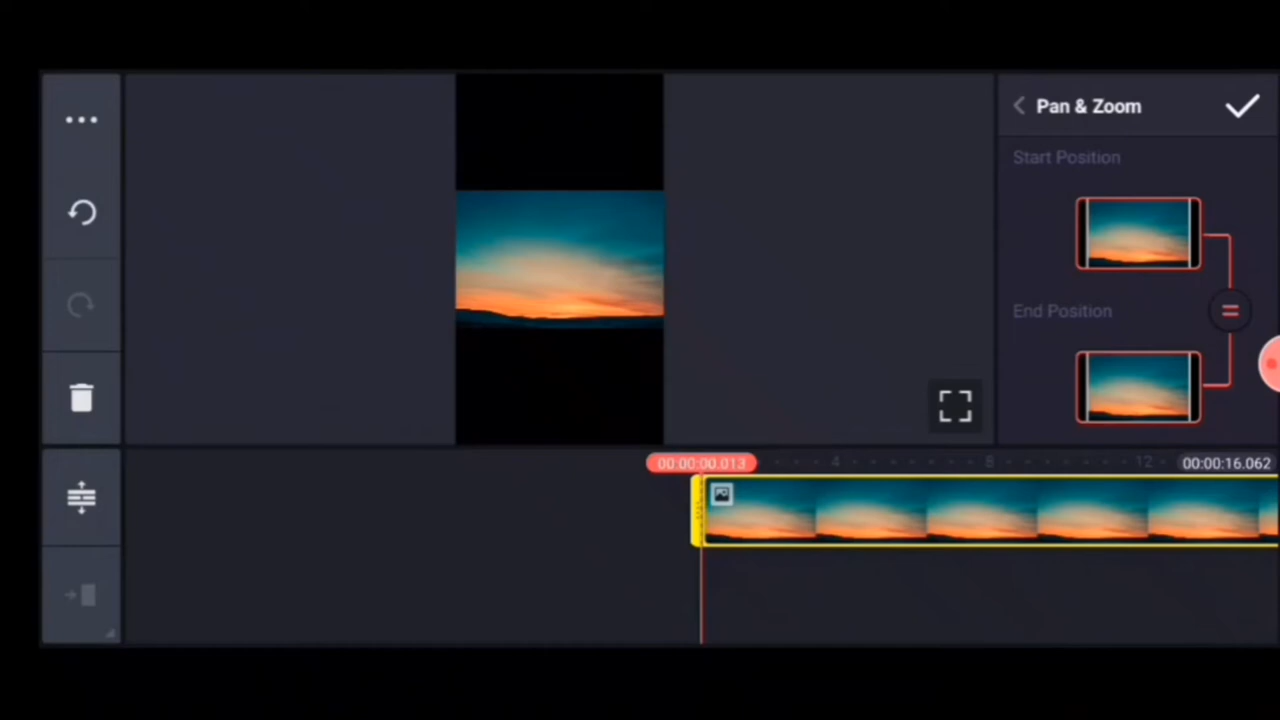 Pan & Zoom
Start Position
End Position
00:00:00.013
4
8
12
00:00:16.062